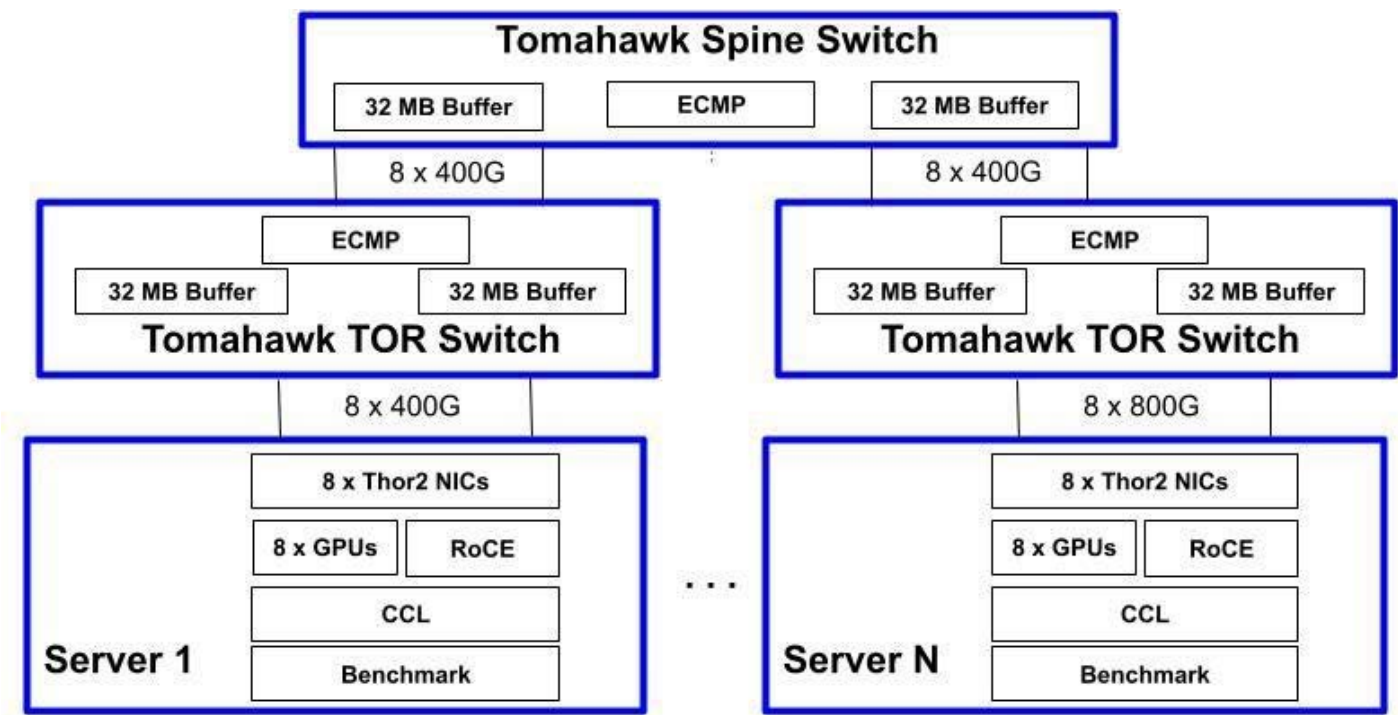 Tomahawk Spine Switch
32 MB Buffer
ECMP
32 MB Buffer
8 x 400G
8 x 400G
ECMP
32 MB Buffer
32 MB Buffer
Tomahawk TOR Switch
ECMP
32 MB Buffer
32 MB Buffer
Tomahawk TOR Switch
8 x 400G
8 x 800G
8 x Thor2 NICs
8 x GPUs
RoCE
CCL
Benchmark
Server 1
. . .
8 x Thor2 NICs
8 x GPUs
RoCE
CCL
Benchmark
Server N